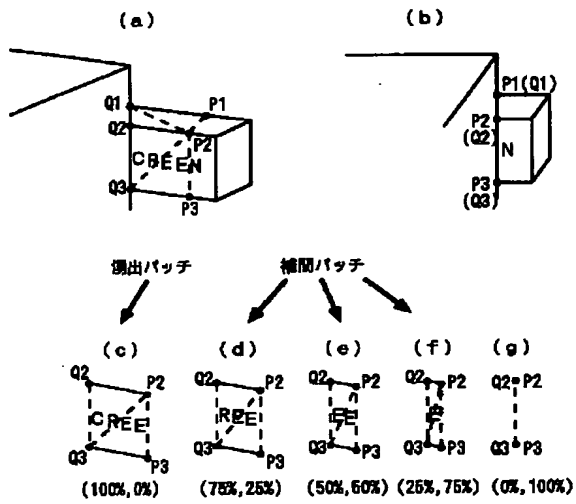 (a)
(b)
Q1
P1
Q2
P2
CREEN
Q3
P3
P1(Q1)
P2
(Q2)
N
P3
(Q3)
検出パッチ
補間パッチ
(c)
(d)
(e)
(f)
(g)
Q2 P2
Q2 P2
Q2 P2
Q2 P2
Q2 P2
CREE
REE
EE
Q3 P3
Q3 P3
Q3 P3
Q3 P3
Q3 P3
(100%,0%)
(75%,25%)
(50%,50%)
(25%,75%)
(0%,100%)